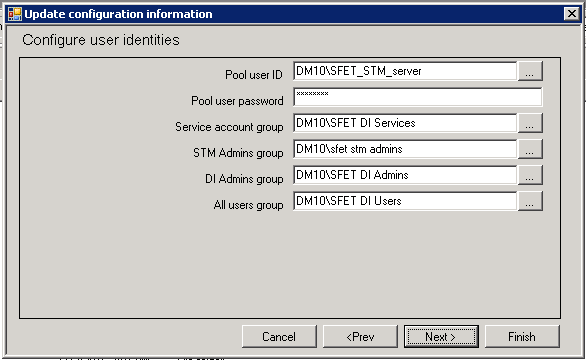 Update configuration information
Configure user identities
Pool user ID DM10\SFET_STM_server ...
Pool user password ××××××××
Service account group DM10\SFET DI Services ...
STM Admins group DM10\sfet stm admins ...
DI Admins group DM10\SFET DI Admins ...
All users group DM10\SFET DI Users ...
Cancel <Prev Next > Finish